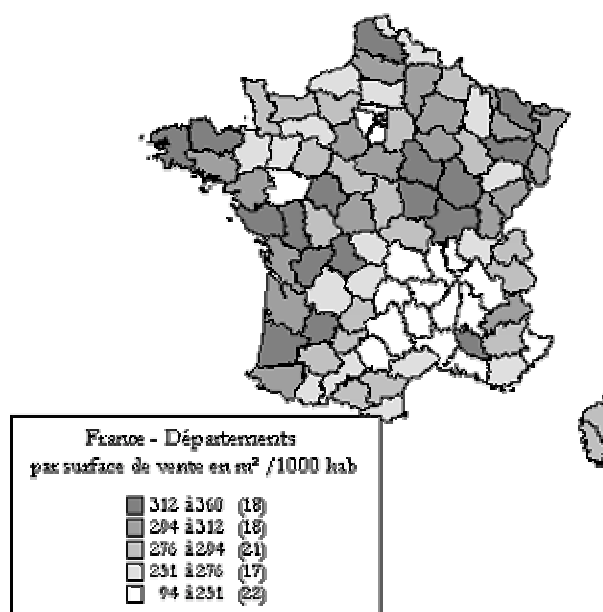 France - Départements
par surface de vente en m² /1000 hab
312 à 360 (18)
294 à 312 (18)
276 à 294 (21)
251 à 276 (17)
94 à 251 (22)